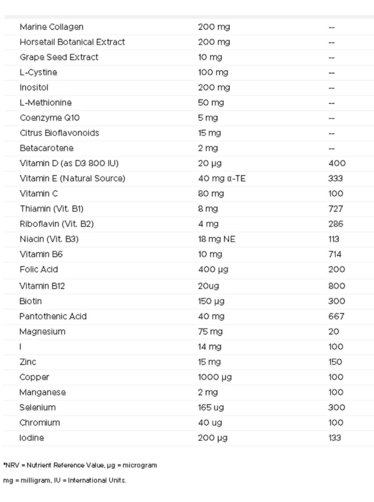 Marine Collagen 200 mg --
Horsetail Botanical Extract 200 mg --
Grape Seed Extract 10 mg --
L-Cystine 100 mg --
Inositol 200 mg --
L-Methionine 50 mg --
Coenzyme Q10 5 mg --
Citrus Bioflavonoids 15 mg --
Betacarotene 2 mg --
Vitamin D (as D3 800 IU) 20 µg 400
Vitamin E (Natural Source) 40 mg α-TE 333
Vitamin C 80 mg 100
Thiamin (Vit. B1) 8 mg 727
Riboflavin (Vit. B2) 4 mg 286
Niacin (Vit. B3) 18 mg NE 113
Vitamin B6 10 mg 714
Folic Acid 400 µg 200
Vitamin B12 20ug 800
Biotin 150 µg 300
Pantothenic Acid 40 mg 667
Magnesium 75 mg 20
I 14 mg 100
Zinc 15 mg 150
Copper 1000 µg 100
Manganese 2 mg 100
Selenium 165 ug 300
Chromium 40 ug 100
Iodine 200 µg 133
*NRV = Nutrient Reference Value, µg = microgram
mg = milligram, IU = International Units.